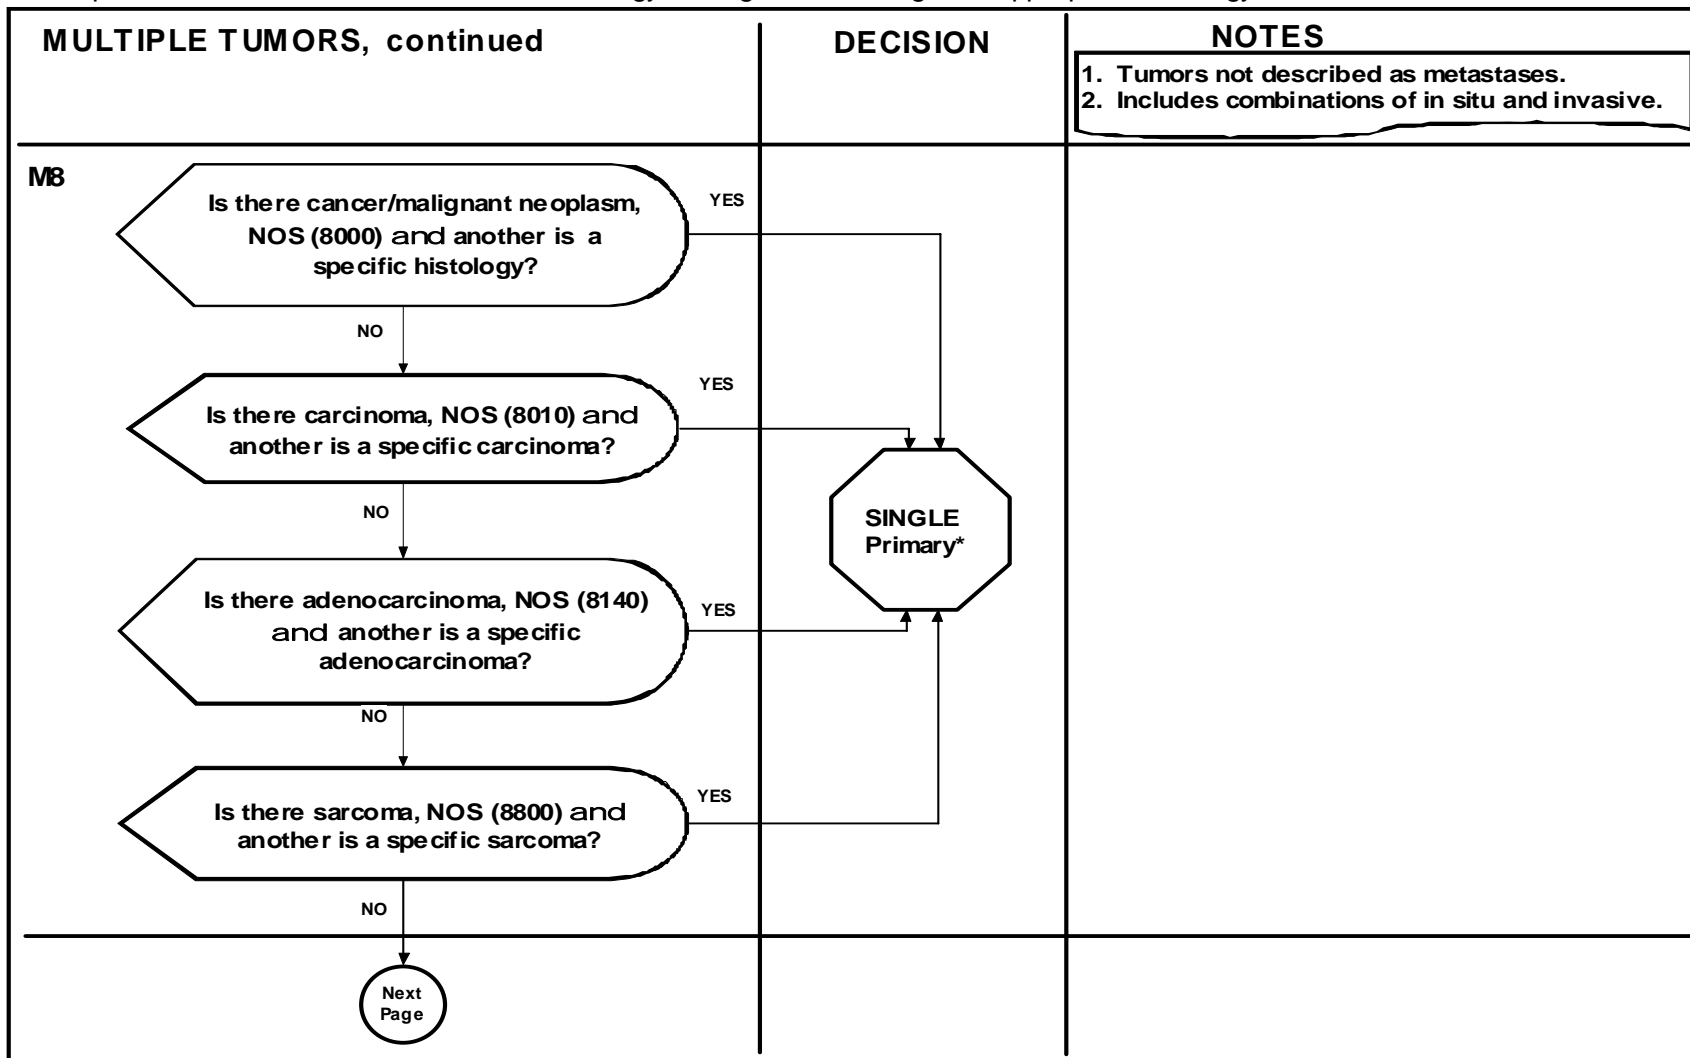 MULTIPLE TUMORS, continued
DECISION
NOTES
1. Tumors not described as metastases.
2. Includes combinations of in situ and invasive.
M8
Is there cancer/malignant neoplasm,
NOS (8000) and another is a
specific histology?
YES
NO
Is there carcinoma, NOS (8010) and
another is a specific carcinoma?
YES
NO
SINGLE
Primary*
Is there adenocarcinoma, NOS (8140)
and another is a specific
adenocarcinoma?
YES
NO
Is there sarcoma, NOS (8800) and
another is a specific sarcoma?
YES
NO
Next
Page